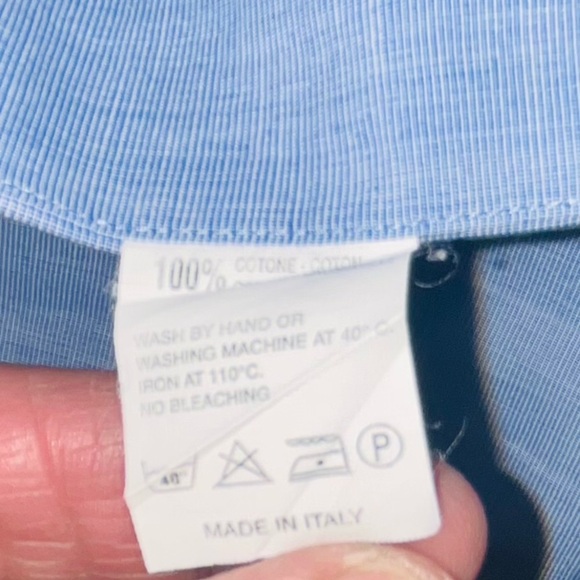 100% COTONE - COTON
WASH BY HAND OR
WASHING MACHINE AT 40°C.
IRON AT 110°C.
NO BLEACHING
40 P
MADE IN ITALY